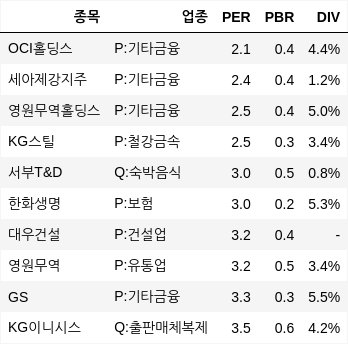 종목 업종 PER PBR DIV
OCI홀딩스 P:기타금융 2.1 0.4 4.4%
세아제강지주 P:기타금융 2.4 0.4 1.2%
영원무역홀딩스 P:기타금융 2.5 0.4 5.0%
KG스틸 P:철강금속 2.5 0.3 3.4%
서부T&D Q:숙박음식 3.0 0.5 0.8%
한화생명 P:보험 3.0 0.2 5.3%
대우건설 P:건설업 3.2 0.4 -
영원무역 P:유통업 3.2 0.5 3.4%
GS P:기타금융 3.3 0.3 5.5%
KG이니시스 Q:출판매체복제 3.5 0.6 4.2%